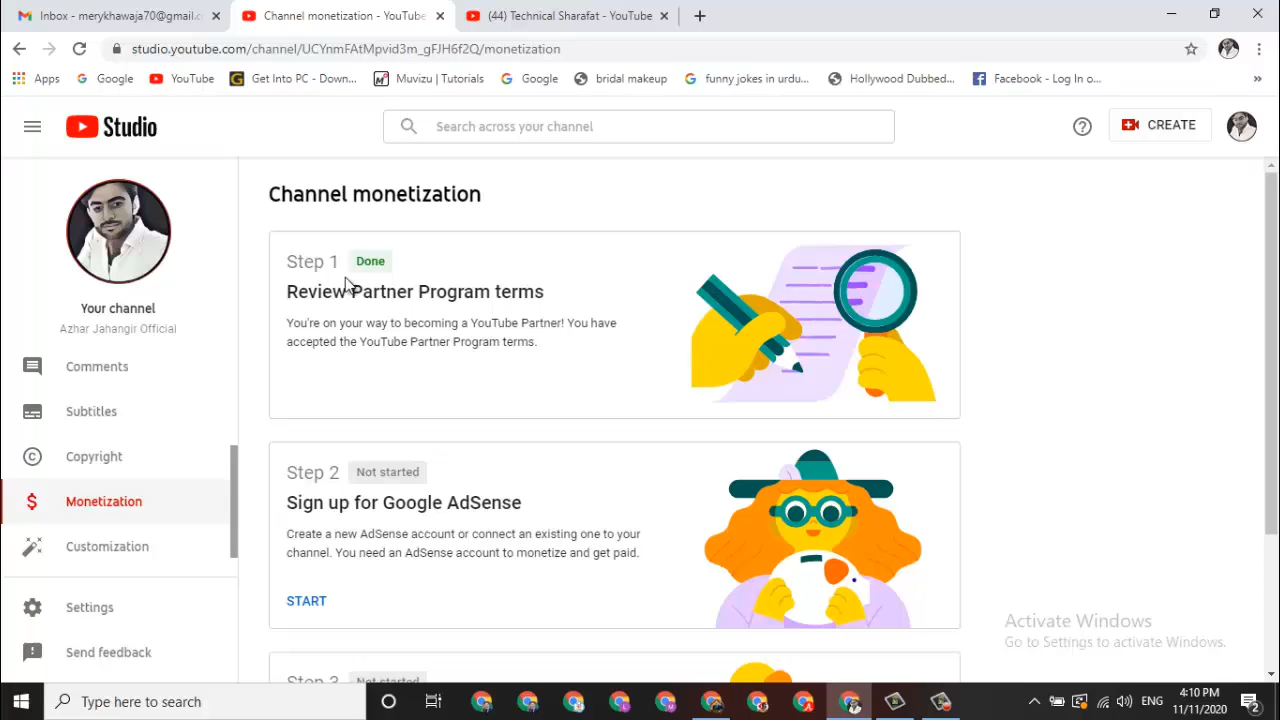 Inbox - merykhawaja70@gmail.c
Channel monetization - YouTube
(44) Technical Sharafat - YouTube
studio.youtube.com/channel/UCYnmFAtMpvid3m_gFJH6f2Q/monetization
Apps
Google
YouTube
Get Into PC - Down...
Muvizu | Tutorials
Google
bridal makeup
funny jokes in urdu...
Hollywood Dubbed...
Facebook - Log In o...
Studio
Search across your channel
CREATE
Your channel
Azhar Jahangir Official
Comments
Subtitles
Copyright
Monetization
Customization
Settings
Send feedback
Channel monetization
Step 1 Done
Review Partner Program terms
You're on your way to becoming a YouTube Partner! You have
accepted the YouTube Partner Program terms.
Step 2 Not started
Sign up for Google AdSense
Create a new AdSense account or connect an existing one to your
channel. You need an AdSense account to monetize and get paid.
START
Step 3 Not started
Activate Windows
Go to Settings to activate Windows.
Type here to search
ENG
4:10 PM
11/11/2020
2